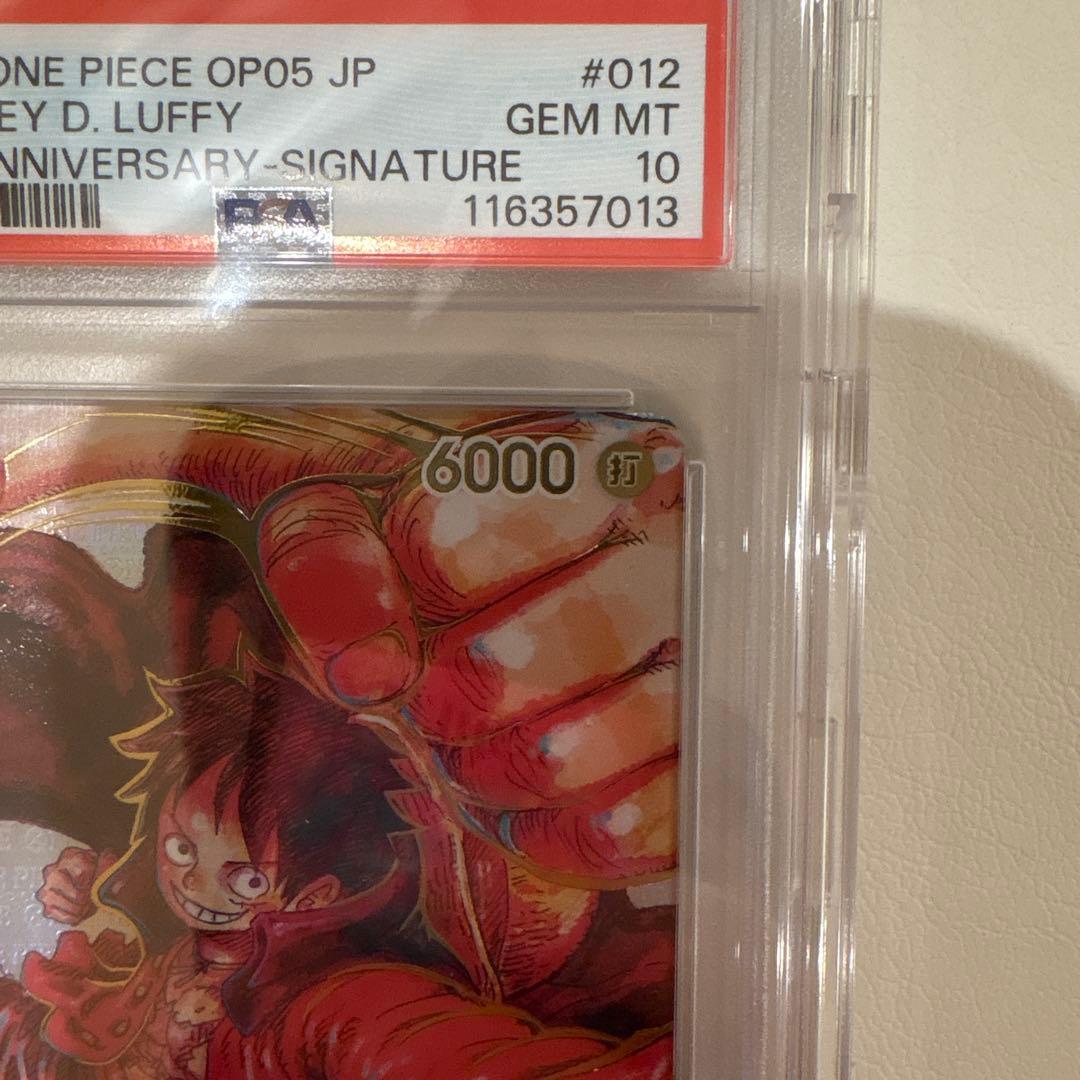 ONE PIECE OP05 JP #012
EY D. LUFFY GEM MT
NNIVERSARY-SIGNATURE 10
PSA 116357013
6000 打